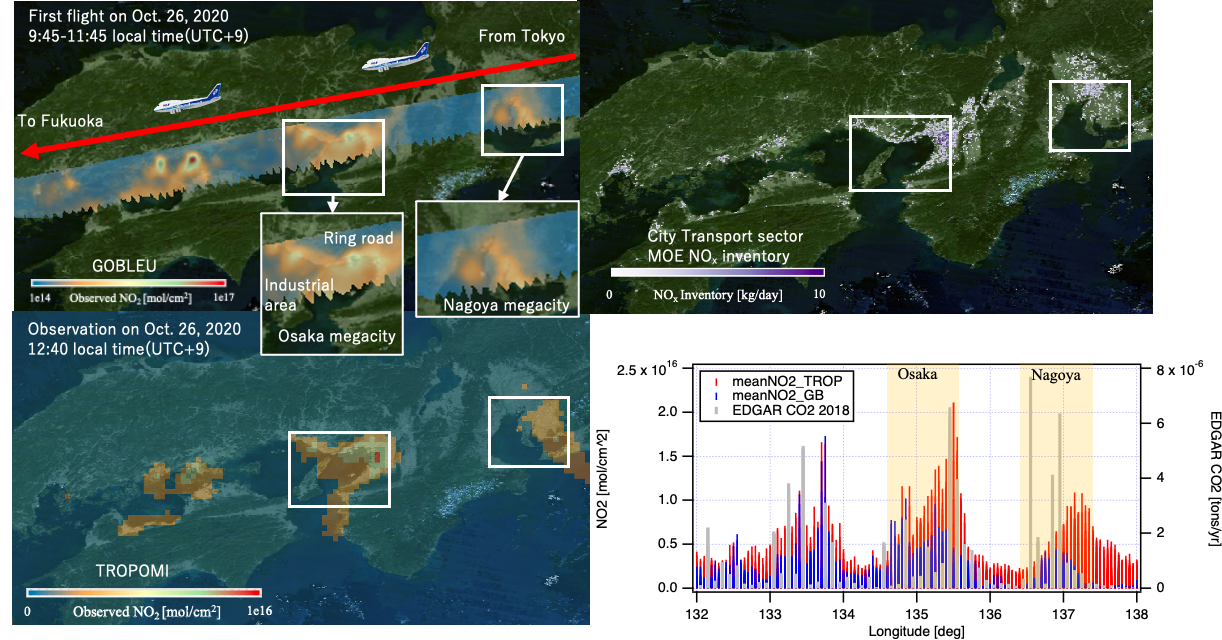 First flight on Oct. 26, 2020
9:45-11:45 local time(UTC+9)
From Tokyo
To Fukuoka
GOBLEU
1e14 Observed NO₂ [mol/cm²] 1e17
Ring road
Industrial
area
Osaka megacity
Nagoya megacity
City Transport sector
MOE NOₓ inventory
0 NOₓ Inventory [kg/day] 10
Observation on Oct. 26, 2020
12:40 local time(UTC+9)
TROPOMI
0 Observed NO₂ [mol/cm²] 1e16
2.5 x 10¹⁶
2.0
1.5
1.0
0.5
0.0
NO2 [mol/cm^2]
meanNO2_TROP
meanNO2_GB
EDGAR CO2 2018
Osaka
Nagoya
8 x10⁻⁶
6
4
2
0
EDGAR CO2 [tons/yr]
132 133 134 135 136 137 138
Longitude [deg]